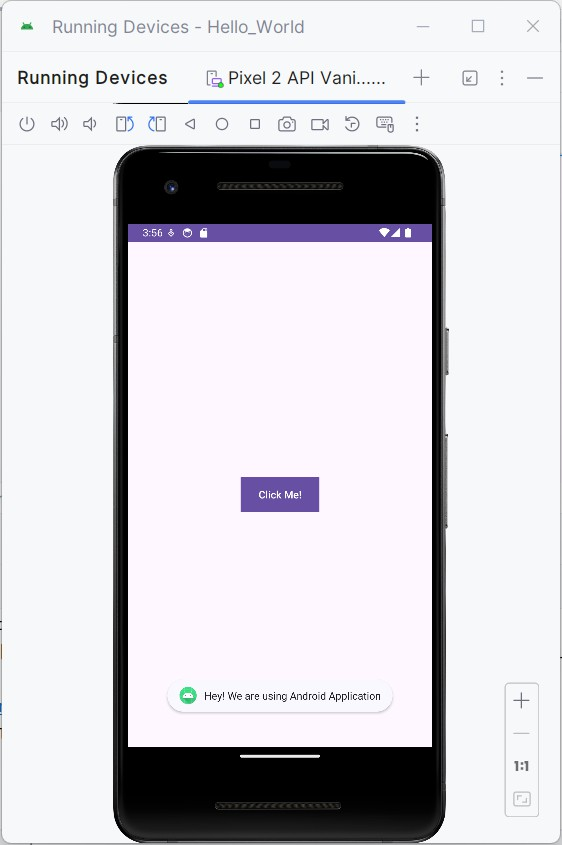 Running Devices - Hello_World
Running Devices
Pixel 2 API Vani......
3:56
Click Me!
Hey! We are using Android Application
1:1